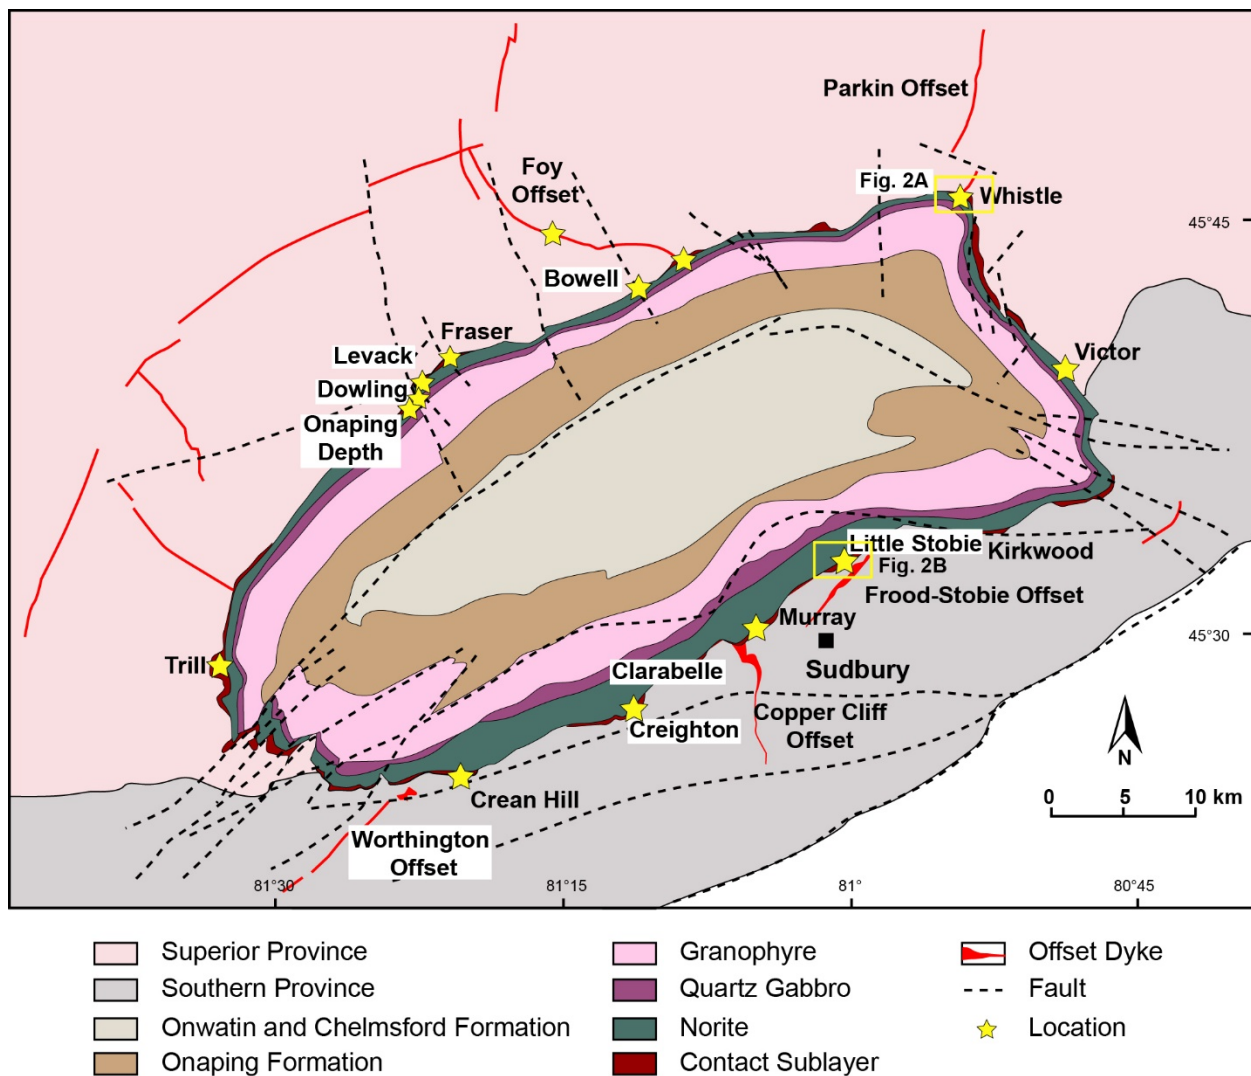 Parkin Offset
Foy
Offset
Fig. 2A
Whistle
45°45
Bowell
Fraser
Levack
Dowling
Onaping
Depth
Victor
Little Stobie
Kirkwood
Fig. 2B
Frood-Stobie Offset
Murray
45°30
Trill
Sudbury
Clarabelle
Copper Cliff
Offset
Creighton
N
Crean Hill
0 5 10 km
Worthington
Offset
81°30
81°15
81°
80°45
Superior Province
Southern Province
Onwatin and Chelmsford Formation
Onaping Formation
Granophyre
Quartz Gabbro
Norite
Contact Sublayer
Offset Dyke
Fault
Location